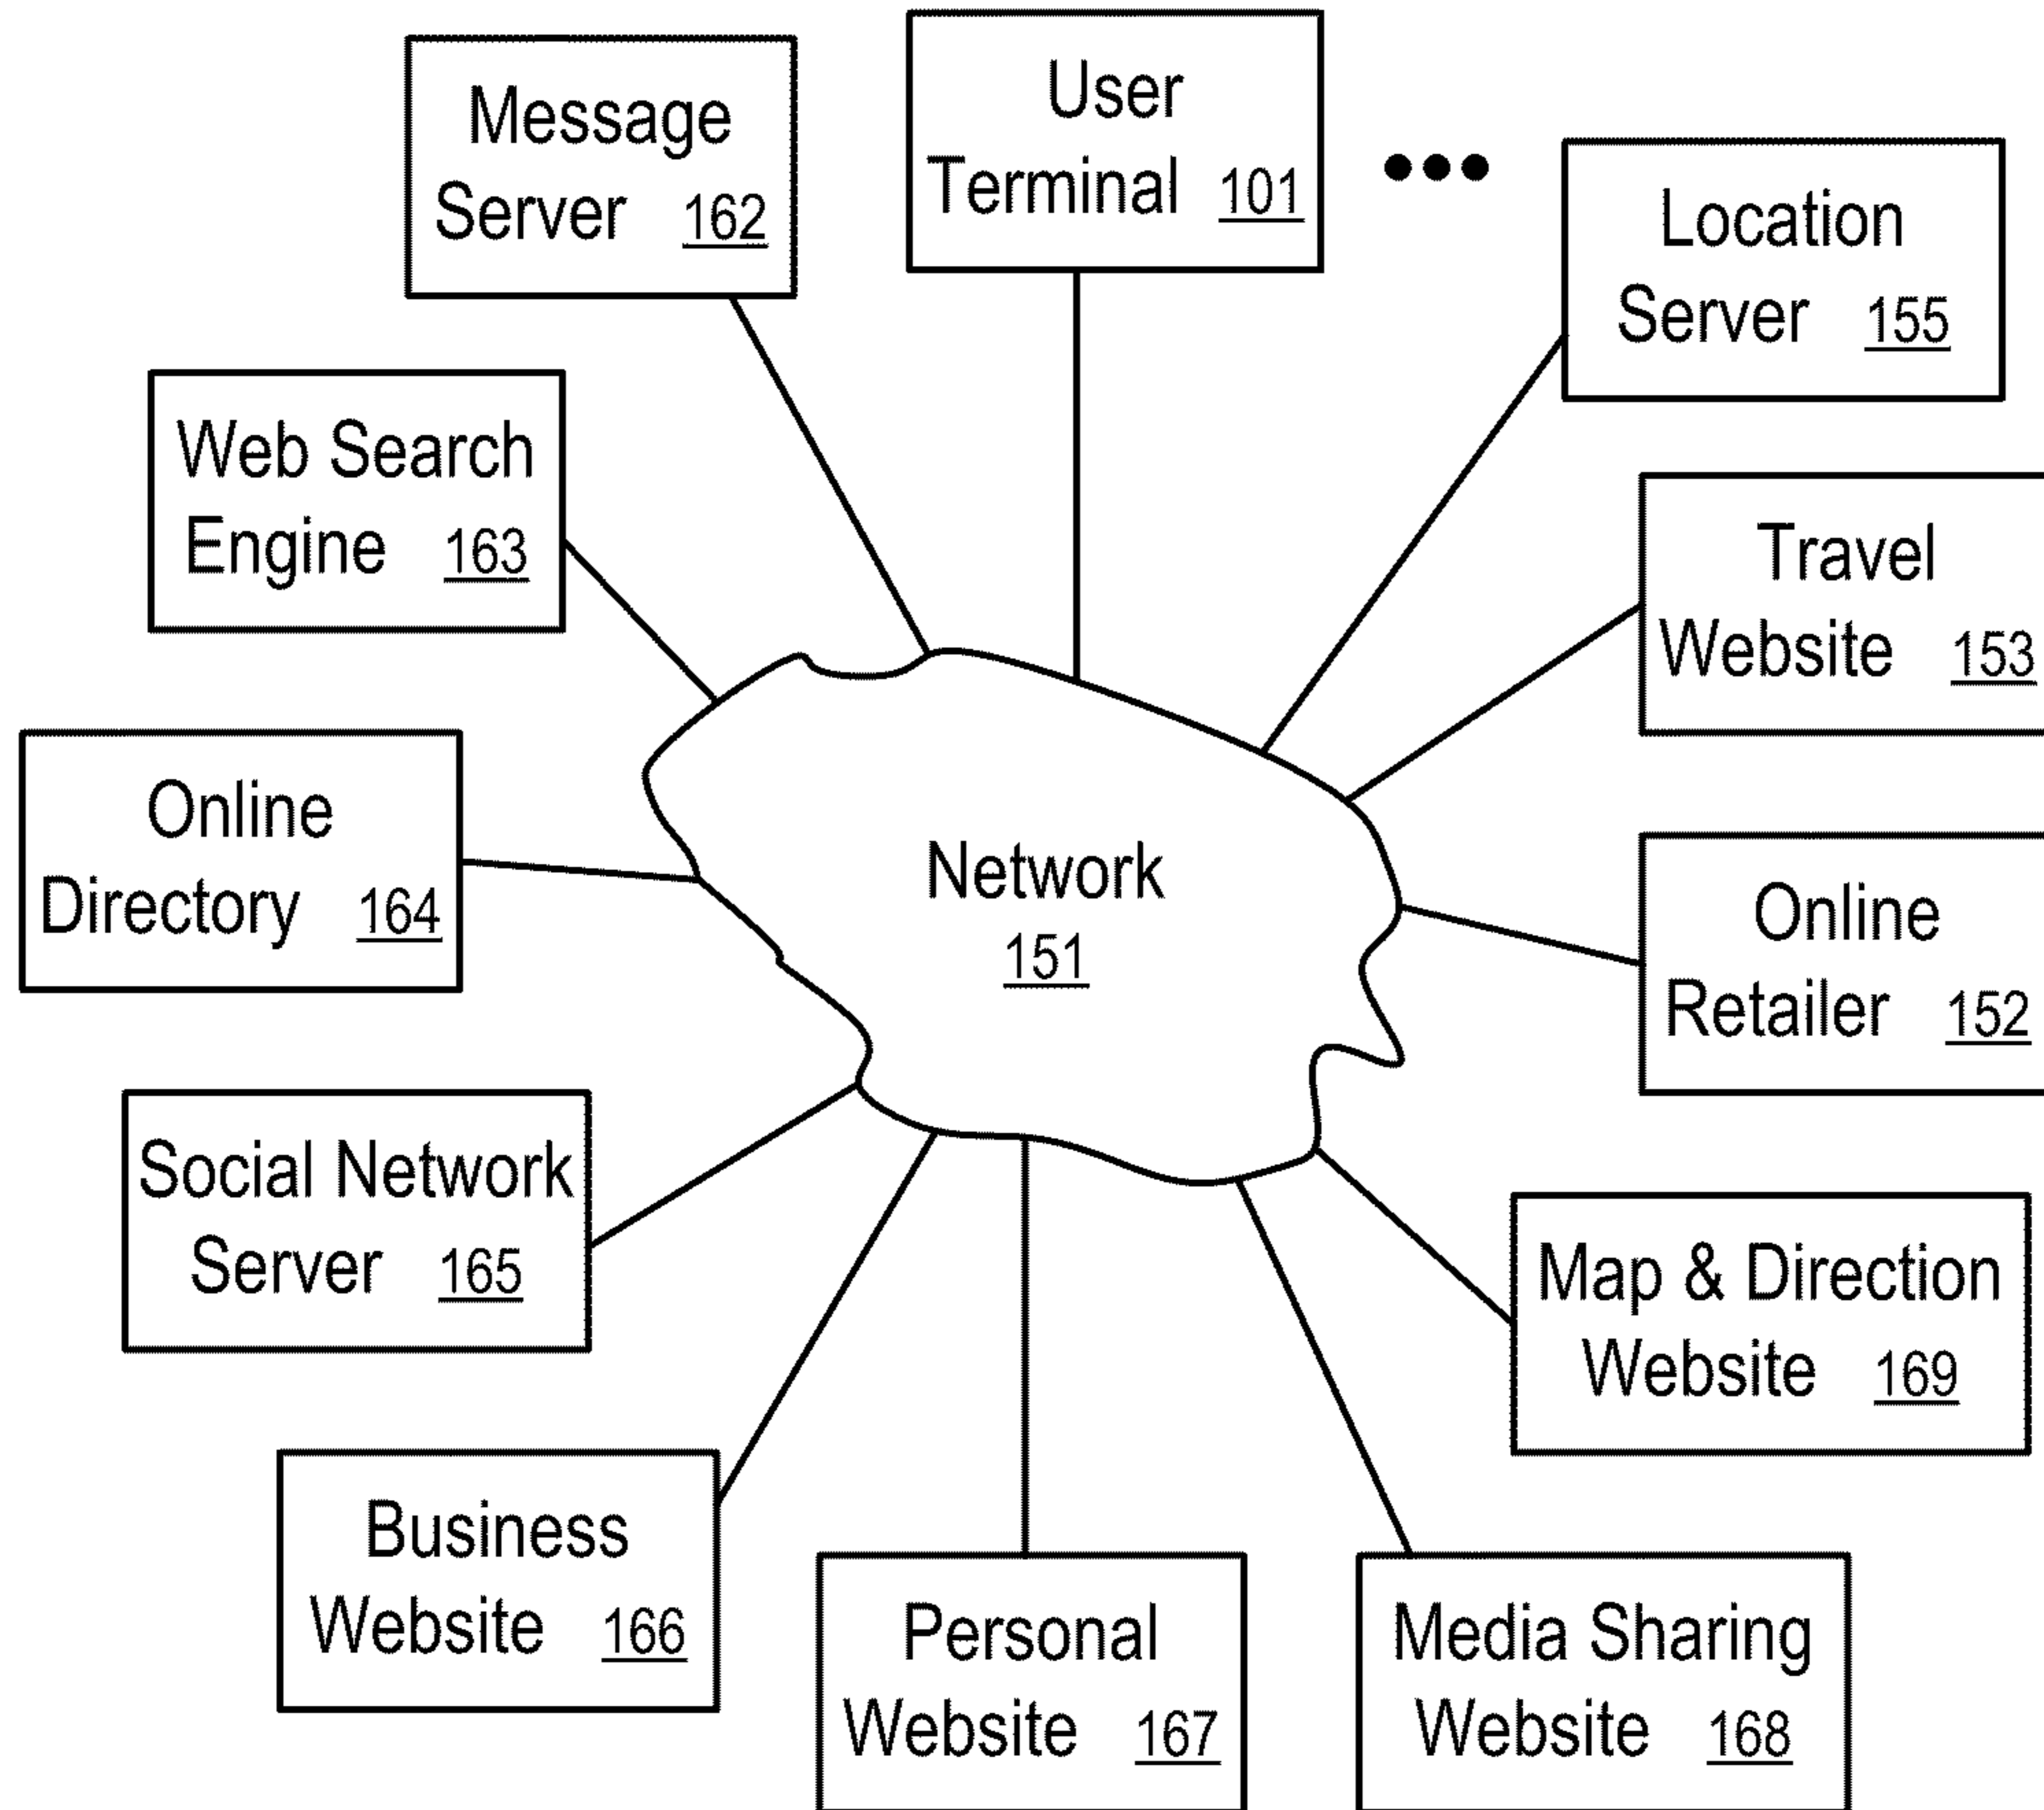 User
Terminal 101
Message
Server 162
Location
Server 155
Web Search
Engine 163
Travel
Website 153
Online
Directory 164
Network
151
Online
Retailer 152
Social Network
Server 165
Map & Direction
Website 169
Business
Website 166
Personal
Website 167
Media Sharing
Website 168